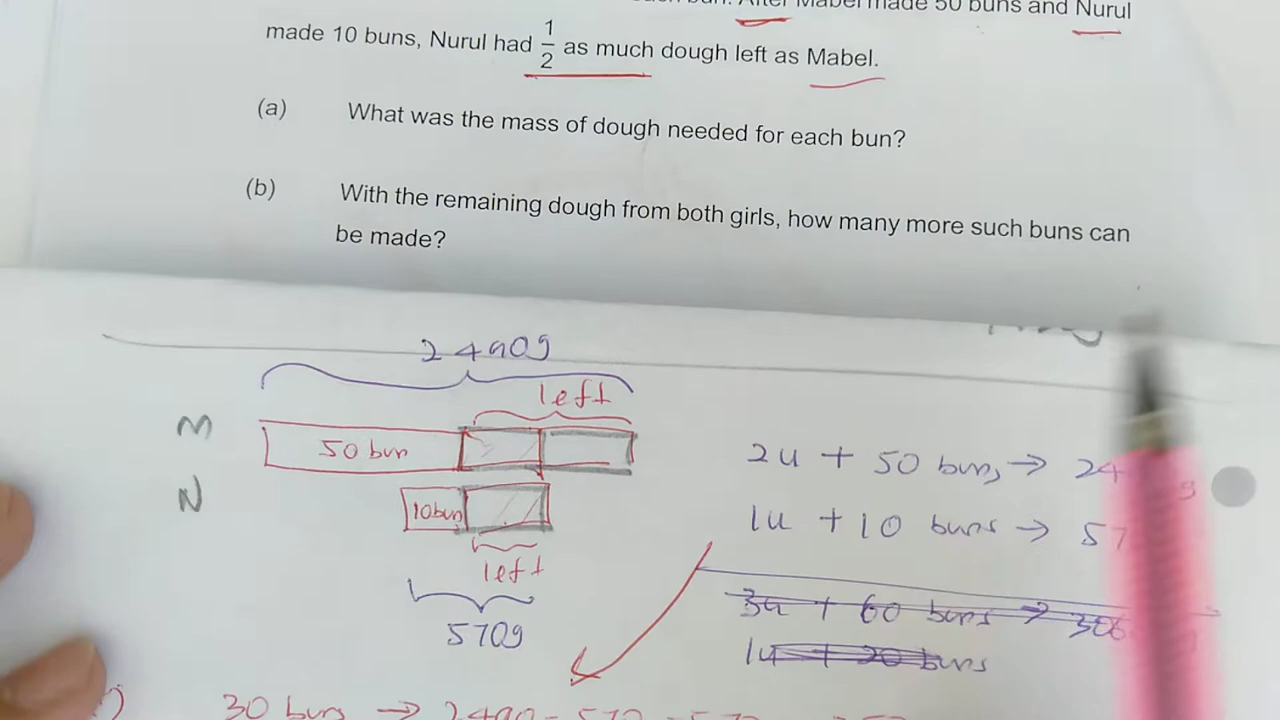 After Mabel made 50 buns and Nurul
made 10 buns, Nurul had 1/2 as much dough left as Mabel.
(a) What was the mass of dough needed for each bun?
(b) With the remaining dough from both girls, how many more such buns can
be made?
2490g
left
M 50 bun
N 10bun
left
570g
2u + 50 buns → 24
1u + 10 buns → 57
3u + 60 buns → 306
1u + 20 buns
30 buns → 2490 - 570 - 570